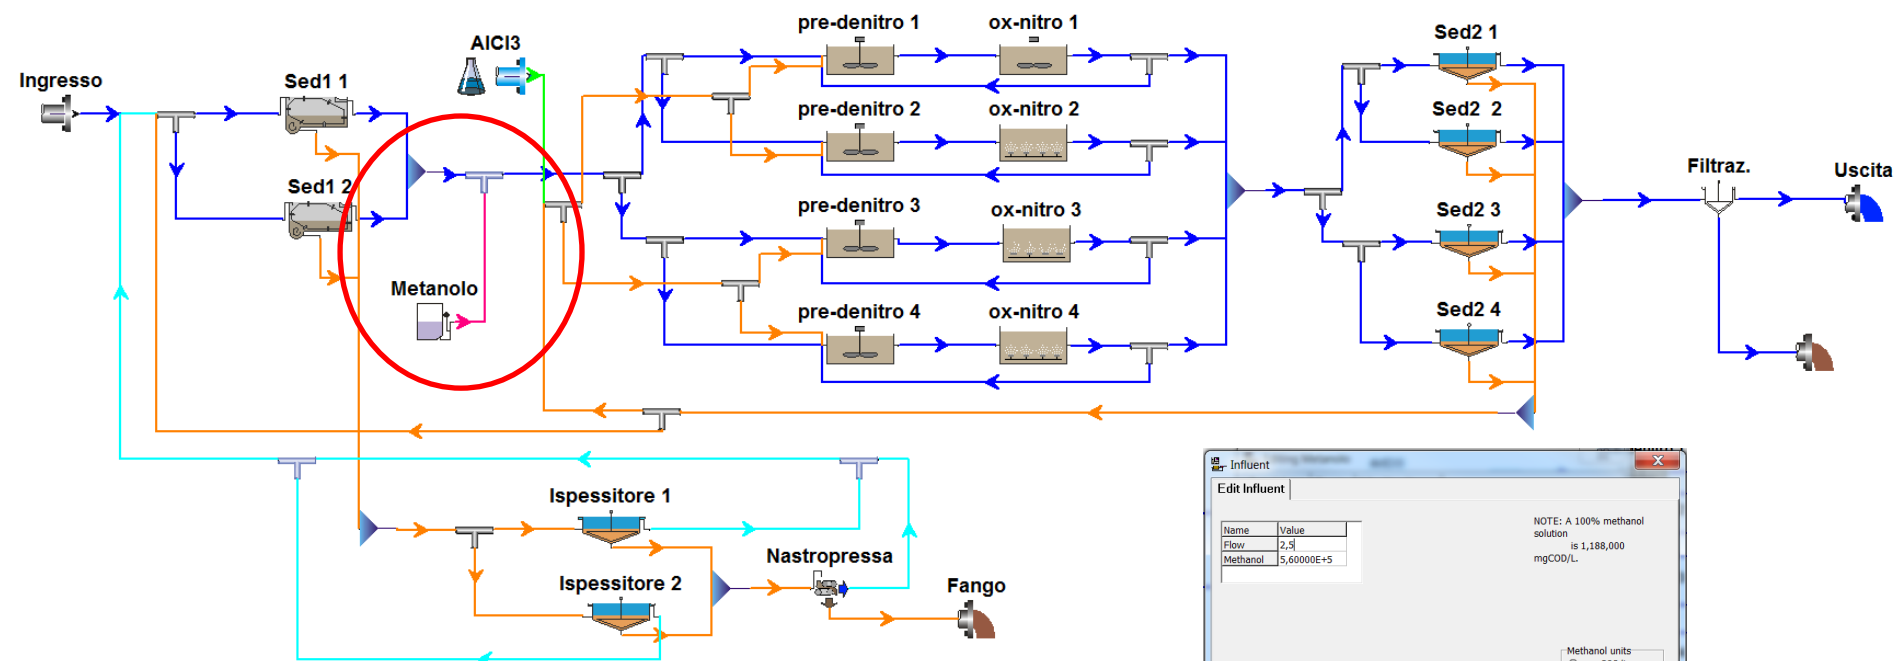 Ingresso
Sed1 1
Sed1 2
AlCl3
Metanolo
pre-denitro 1
ox-nitro 1
pre-denitro 2
ox-nitro 2
pre-denitro 3
ox-nitro 3
pre-denitro 4
ox-nitro 4
Sed2 1
Sed2 2
Sed2 3
Sed2 4
Filtraz.
Uscita
Ispessitore 1
Ispessitore 2
Nastropressa
Fango
Influent
Edit Influent
Name Value
Flow 2,5
Methanol 5,60000E+5
NOTE: A 100% methanol
solution
is 1,188,000
mgCOD/L.
Methanol units